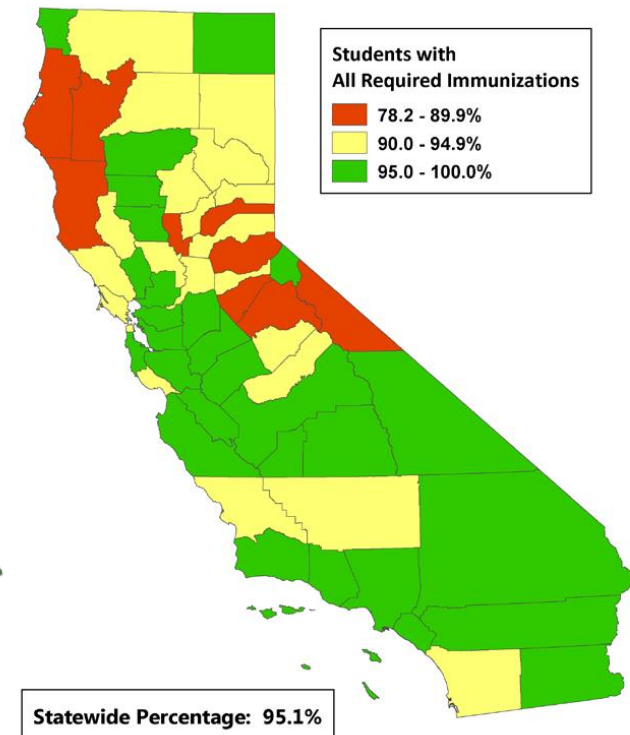 Students with
All Required Immunizations
78.2 - 89.9%
90.0 - 94.9%
95.0 - 100.0%
Statewide Percentage: 95.1%